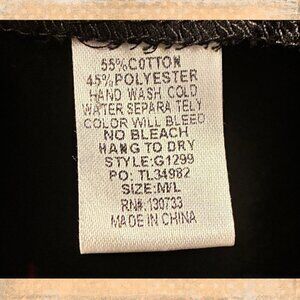 55%COTTON
45%POLYESTER
HAND WASH COLD
WATER SEPARA TELY
COLOR WILL BLEED
NO BLEACH
HANG TO DRY
STYLE:G1299
PO: TL34982
SIZE:M/L
RN#:130733
MADE IN CHINA